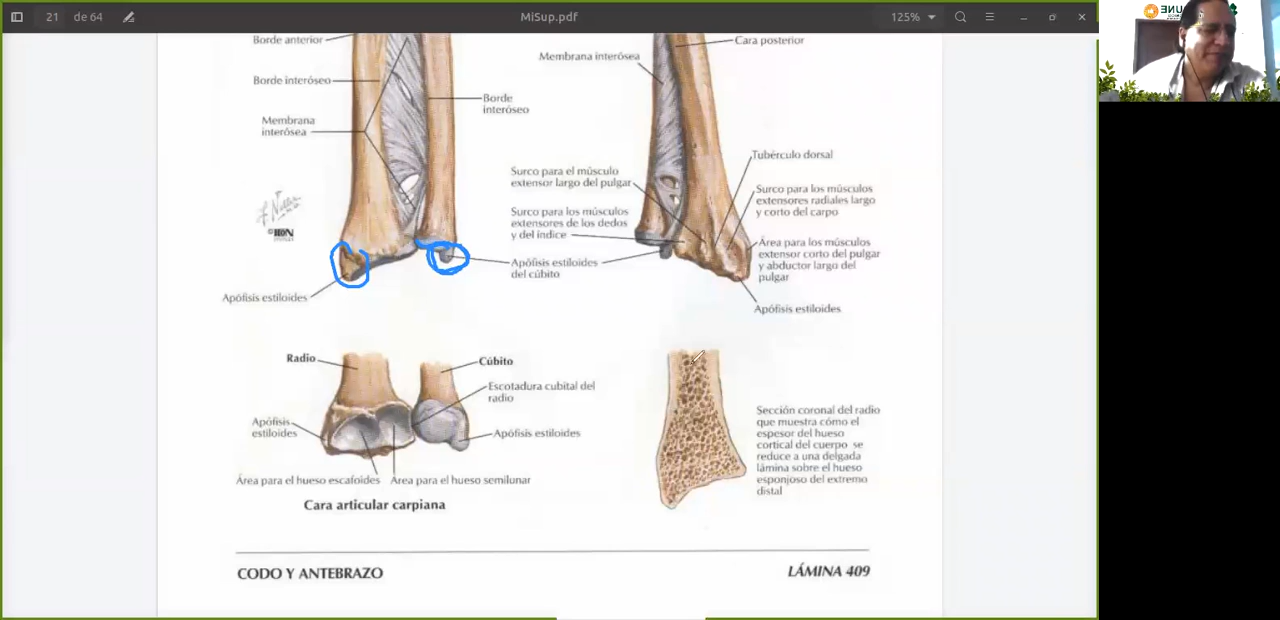 21 de 64
MiSup.pdf
125%
Borde anterior
Borde interóseo
Membrana
interósea
Borde
interóseo
Membrana interósea
Cara posterior
Surco para el músculo
extensor largo del pulgar
Surco para los músculos
extensores de los dedos
y del índice
Apófisis estiloides
del cúbito
Tubérculo dorsal
Surco para los músculos
extensores radiales largo
y corto del carpo
Área para los músculos
extensor corto del pulgar
y abductor largo del
pulgar
Apófisis estiloides
Apófisis estiloides
Radio
Cúbito
Escotadura cubital del
radio
Apófisis
estiloides
Apófisis estiloides
Área para el hueso escafoides
Área para el hueso semilunar
Cara articular carpiana
Sección coronal del radio
que muestra cómo el
espesor del hueso
cortical del cuerpo se
reduce a una delgada
lámina sobre el hueso
esponjoso del extremo
distal
CODO Y ANTEBRAZO
LÁMINA 409